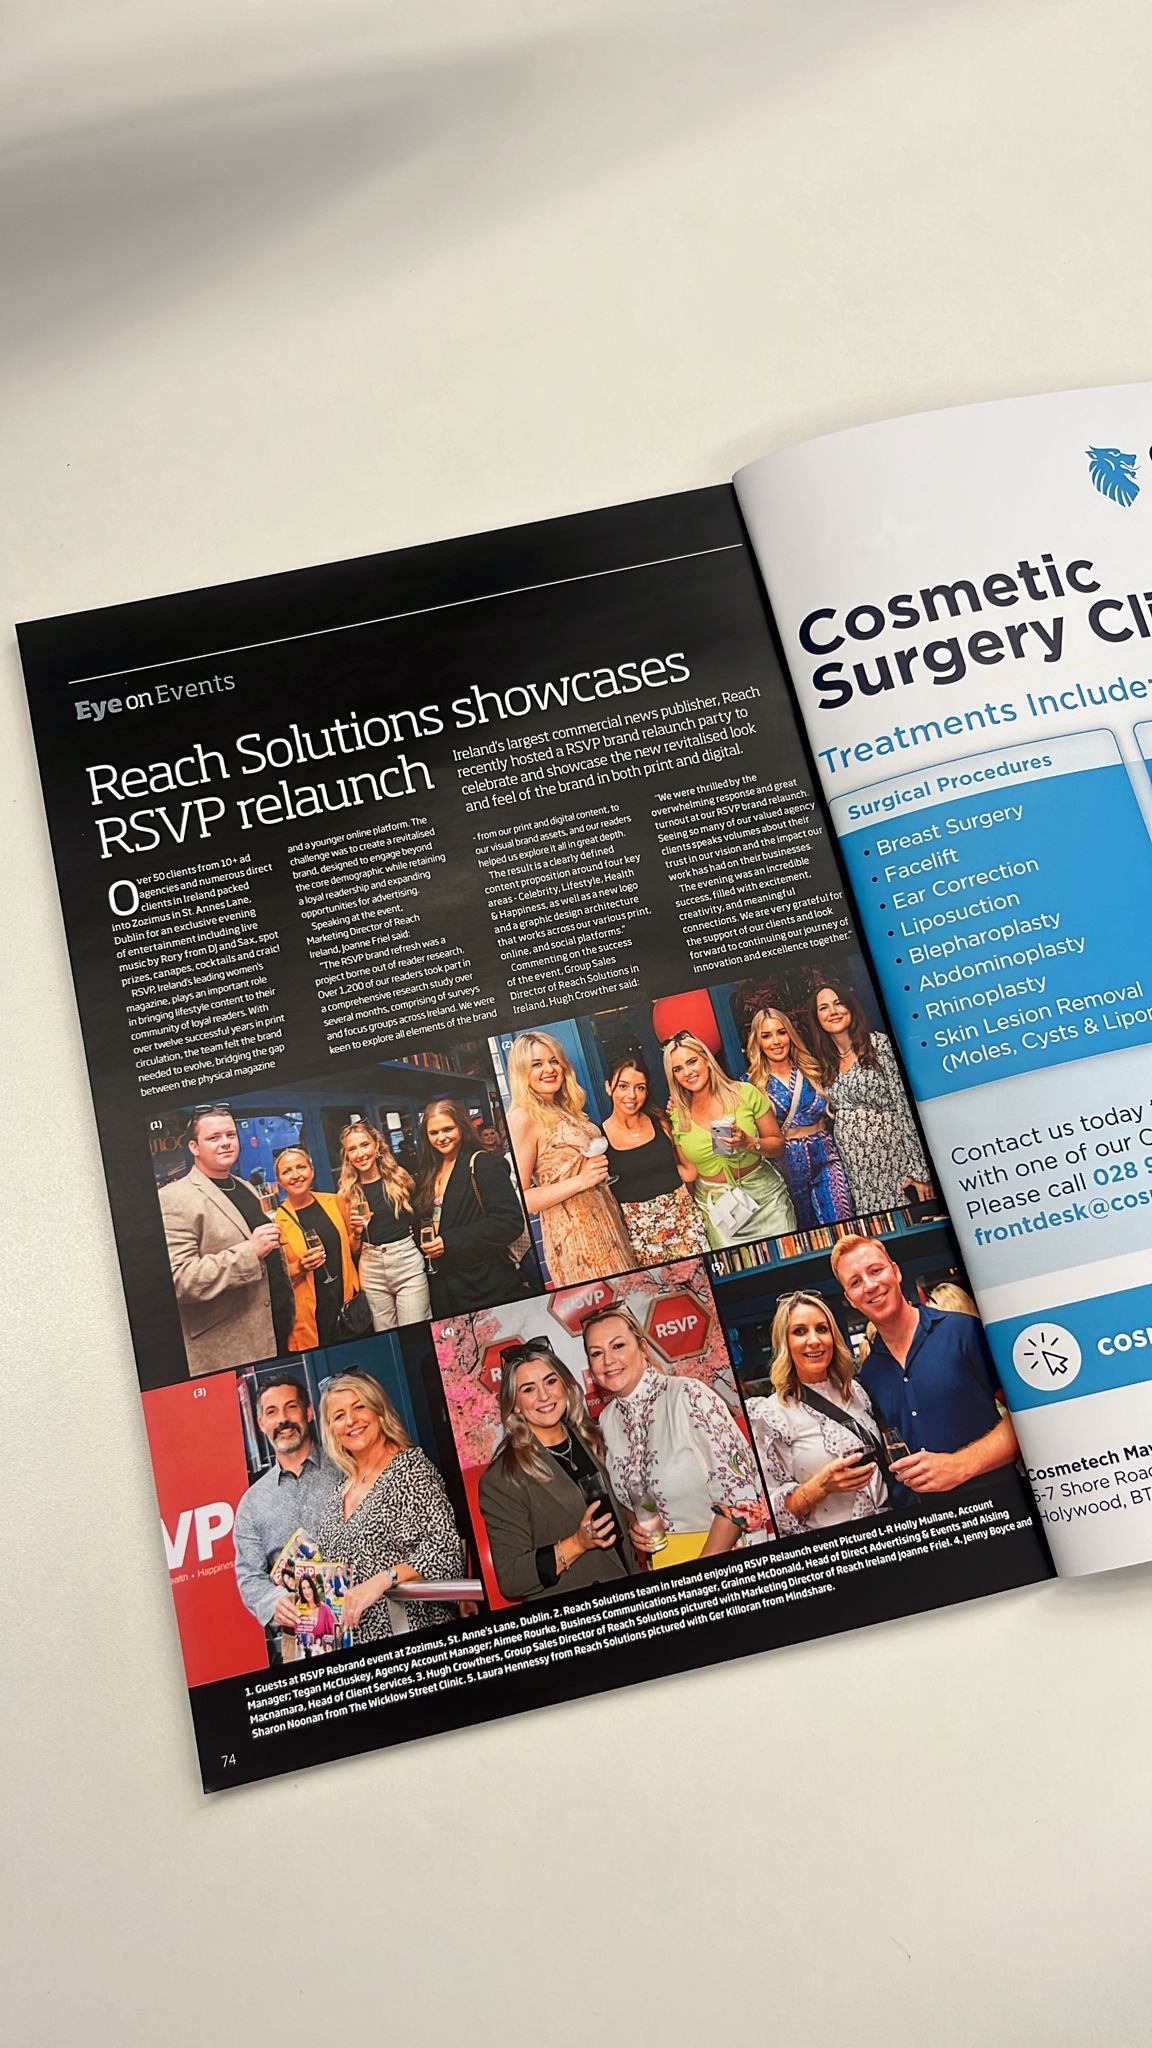 Eye on Events
Reach Solutions showcases
RSVP relaunch
Ireland's largest commercial news publisher, Reach
recently hosted a RSVP brand relaunch party to
celebrate and showcase the new revitalised look
and feel of the brand in both print and digital.
Over 50 clients from 10+ ad
agencies and numerous direct
clients in Ireland packed
into Zozimus in St. Annes Lane,
Dublin for an exclusive evening
of entertainment including live
music by Rory from DJ and Sax, spot
prizes, canapes, cocktails and craic!
RSVP, Ireland's leading women's
magazine, plays an important role
in bringing lifestyle content to their
community of loyal readers. With
over twelve successful years in print
circulation, the team felt the brand
needed to evolve, bridging the gap
between the physical magazine
and a younger online platform. The
challenge was to create a revitalised
brand, designed to engage beyond
the core demographic while retaining
a loyal readership and expanding
opportunities for advertising.
Speaking at the event,
Marketing Director of Reach
Ireland, Joanne Friel said:
"The RSVP brand refresh was a
project borne out of reader research.
Over 1,200 of our readers took part in
a comprehensive research study over
several months, comprising of surveys
and focus groups across Ireland. We were
keen to explore all elements of the brand
- from our print and digital content, to
our visual brand assets, and our readers
helped us explore it all in great depth.
The result is a clearly defined
content proposition around four key
areas - Celebrity, Lifestyle, Health
& Happiness, as well as a new logo
and a graphic design architecture
that works across our various print,
online, and social platforms."
Commenting on the success
of the event, Group Sales
Director of Reach Solutions in
Ireland, Hugh Crowther said:
"We were thrilled by the
overwhelming response and great
turnout at our RSVP brand relaunch.
Seeing so many of our valued agency
clients speaks volumes about their
trust in our vision and the impact our
work has had on their businesses.
The evening was an incredible
success, filled with excitement,
creativity, and meaningful
connections. We are very grateful for
the support of our clients and look
forward to continuing our journey of
innovation and excellence together."
(1)
(2)
(3)
VP
ealth • Happiness
(4)
RSVP
RSVP
(5)
1. Guests at RSVP Rebrand event at Zozimus, St. Anne's Lane, Dublin. 2. Reach Solutions team in Ireland enjoying RSVP Relaunch event Pictured L-R Holly Mullane, Account
Manager; Tegan McCluskey, Agency Account Manager; Aimee Rourke, Business Communications Manager, Grainne McDonald, Head of Direct Advertising & Events and Aisling
Macnamara, Head of Client Services. 3. Hugh Crowthers, Group Sales Director of Reach Solutions pictured with Marketing Director of Reach Ireland Joanne Friel. 4. Jenny Boyce and
Sharon Noonan from The Wicklow Street Clinic. 5. Laura Hennessy from Reach Solutions pictured with Ger Killoran from Mindshare.
74
Cosmetic
Surgery Cli
Treatments Include:
Surgical Procedures
• Breast Surgery
• Facelift
• Ear Correction
• Liposuction
• Blepharoplasty
• Abdominoplasty
• Rhinoplasty
• Skin Lesion Removal
(Moles, Cysts & Lipo
Contact us today
with one of our C
Please call 028 9
frontdesk@cos
cos
Cosmetech Ma
5-7 Shore Road
Holywood, BT